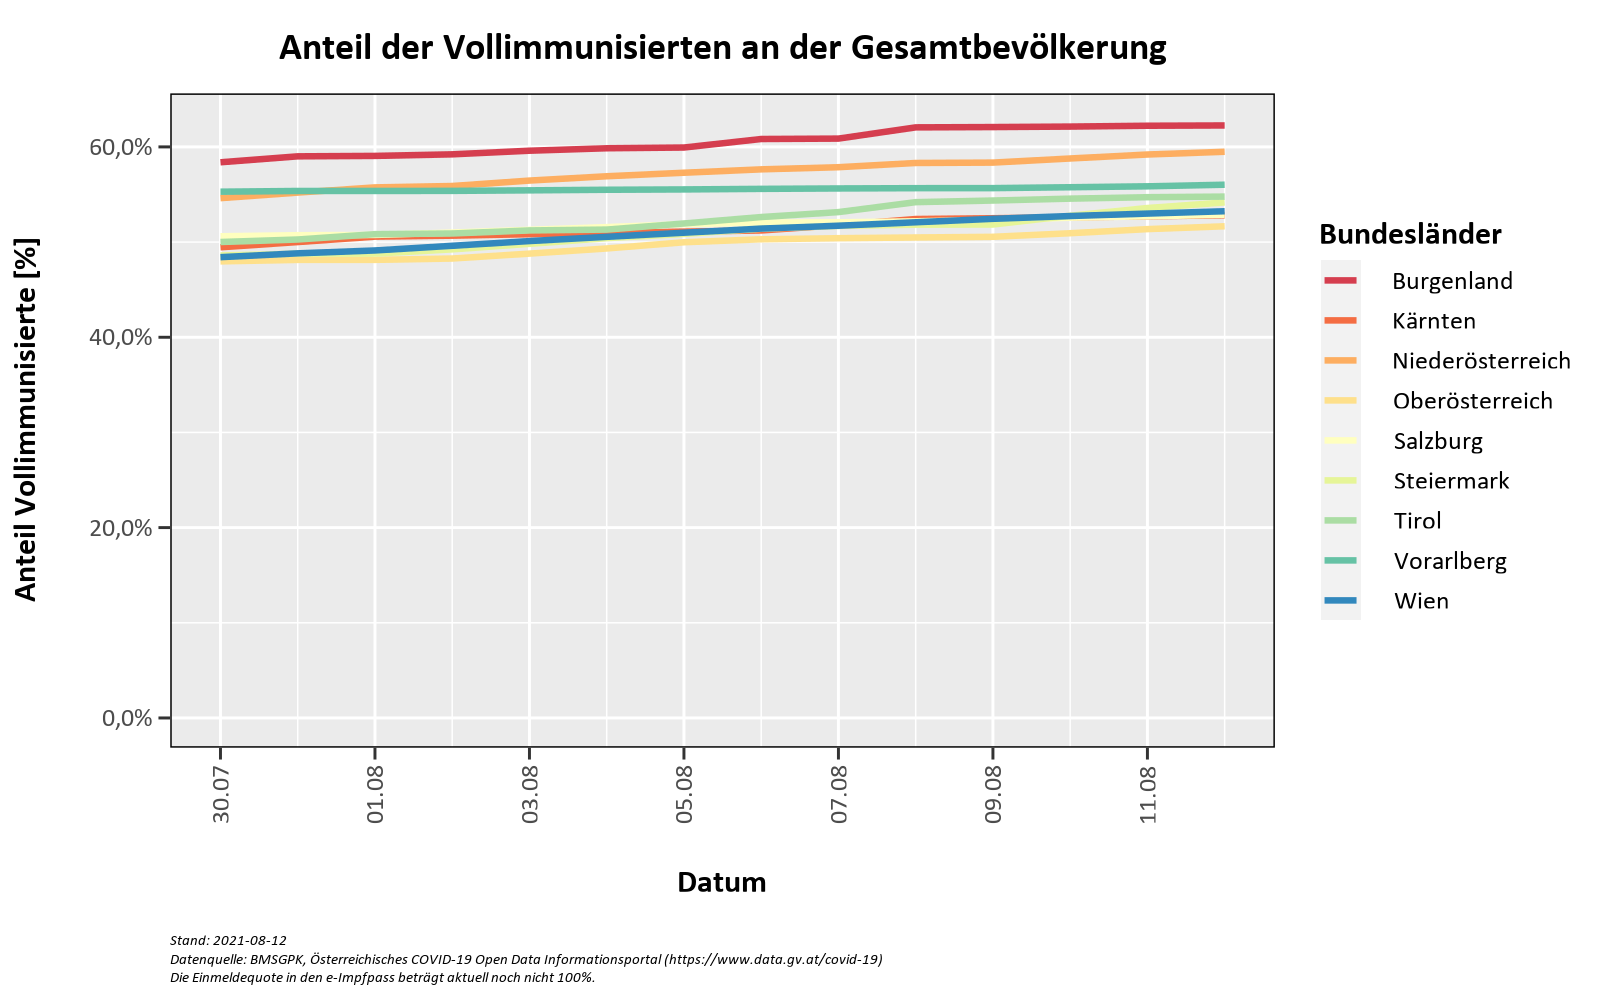 Anteil der Vollimmunisierten an der Gesamtbevölkerung
Anteil Vollimmunisierte [%]
60,0%
40,0%
20,0%
0,0%
30.07
01.08
03.08
05.08
07.08
09.08
11.08
Datum
Bundesländer
Burgenland
Kärnten
Niederösterreich
Oberösterreich
Salzburg
Steiermark
Tirol
Vorarlberg
Wien
Stand: 2021-08-12
Datenquelle: BMSGPK, Österreichisches COVID-19 Open Data Informationsportal (https://www.data.gv.at/covid-19)
Die Einmeldequote in den e-Impfpass beträgt aktuell noch nicht 100%.